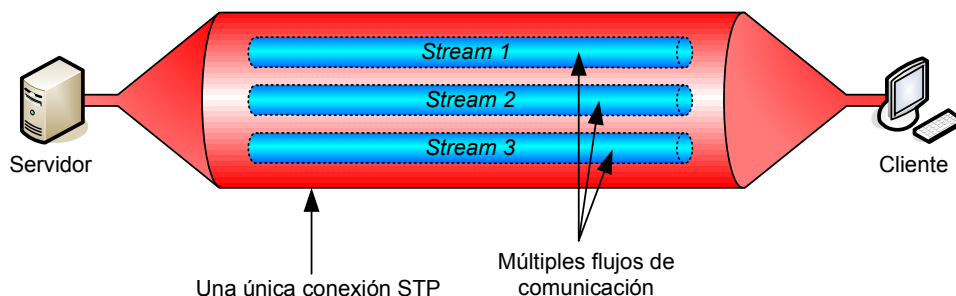 Stream 1
Stream 2
Stream 3
Servidor
Cliente
Una única conexión STP
Múltiples flujos de
comunicación